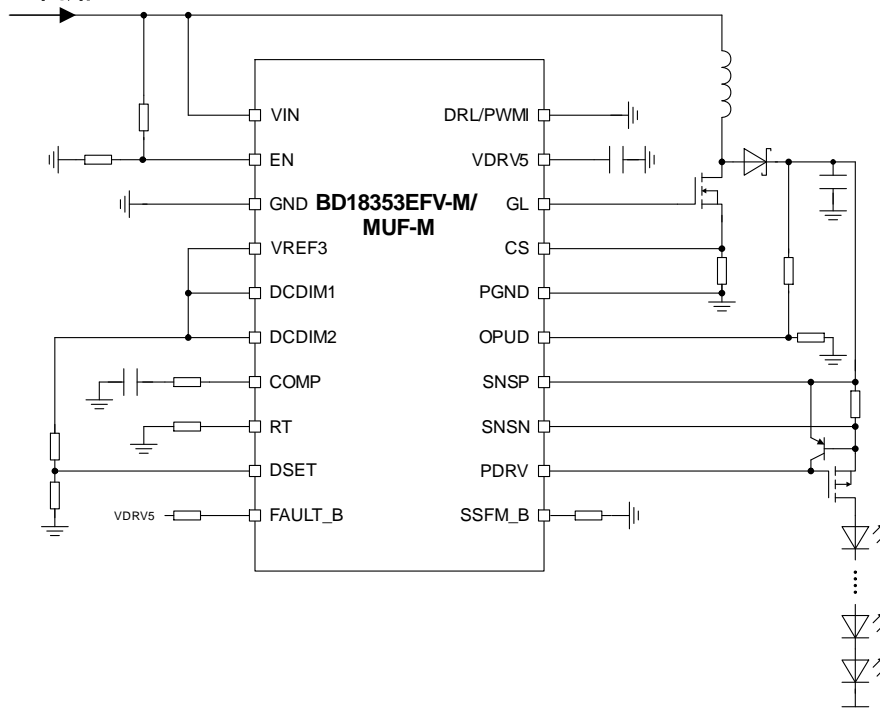 VIN
EN
GND
VREF3
DCDIM1
DCDIM2
COMP
RT
DSET
FAULT_B
VDRV5
BD18353EFV-M/
MUF-M
DRL/PWMI
VDRV5
GL
CS
PGND
OPUD
SNSP
SNSN
PDRV
SSFM_B